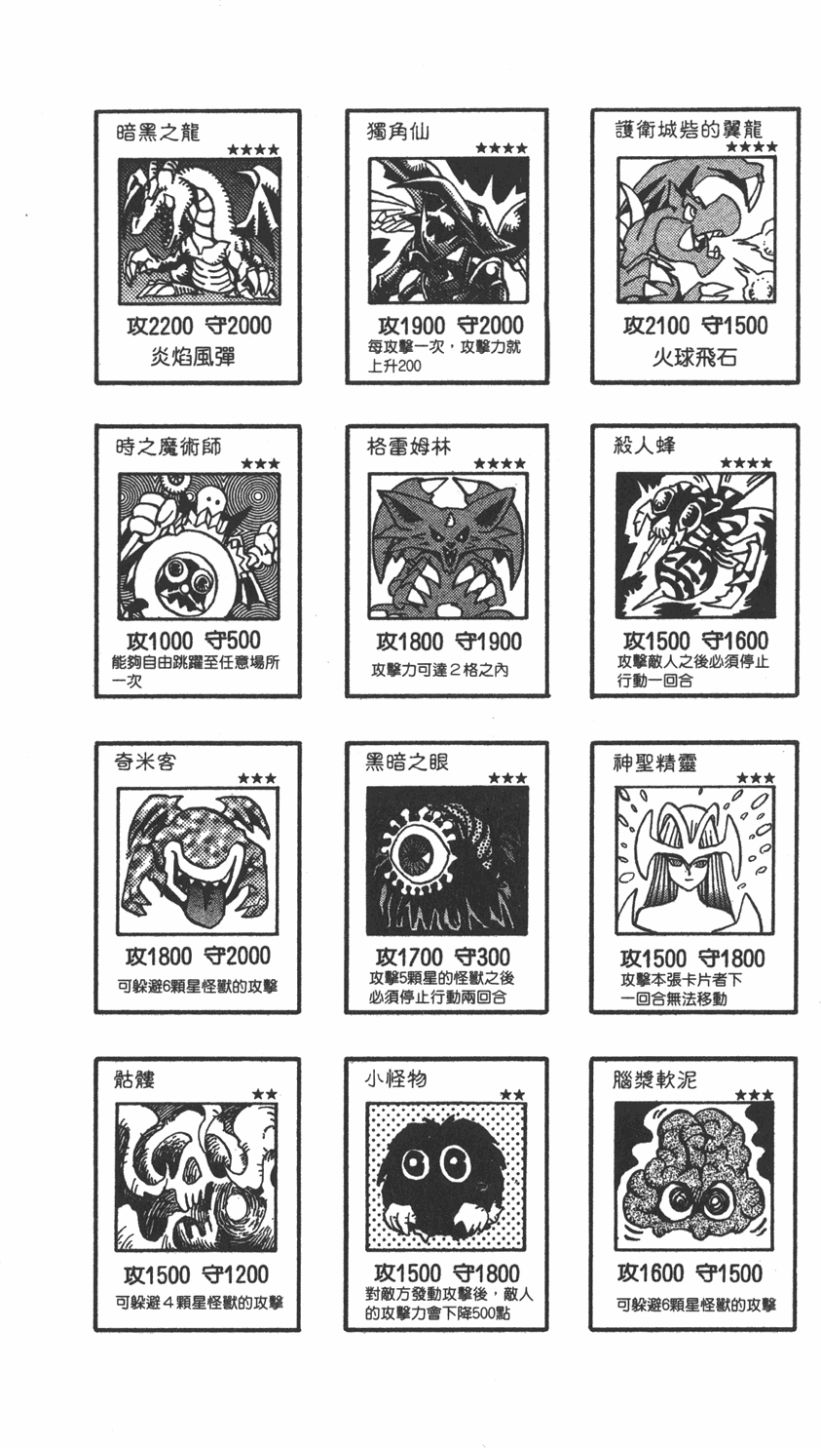 暗黑之龍
★★★★
攻2200 守2000
炎焰風彈
獨角仙
★★★★
攻1900 守2000
每攻擊一次，攻擊力就
上升200
護衛城砦的翼龍
★★★★
攻2100 守1500
火球飛石
時之魔術師
★★★
攻1000 守500
能夠自由跳躍至任意場所
一次
格雷姆林
★★★★
攻1800 守1900
攻擊力可達２格之內
殺人蜂
★★★★
攻1500 守1600
攻擊敵人之後必須停止
行動一回合
奇米客
★★★
攻1800 守2000
可躲避6顆星怪獸的攻擊
黑暗之眼
★★★
攻1700 守300
攻擊5顆星的怪獸之後
必須停止行動兩回合
神聖精靈
★★★
攻1500 守1800
攻擊本張卡片者下
一回合無法移動
骷髏
★★
攻1500 守1200
可躲避４顆星怪獸的攻擊
小怪物
★★
攻1500 守1800
對敵方發動攻擊後，敵人
的攻擊力會下降500點
腦漿軟泥
★★★
攻1600 守1500
可躲避6顆星怪獸的攻擊